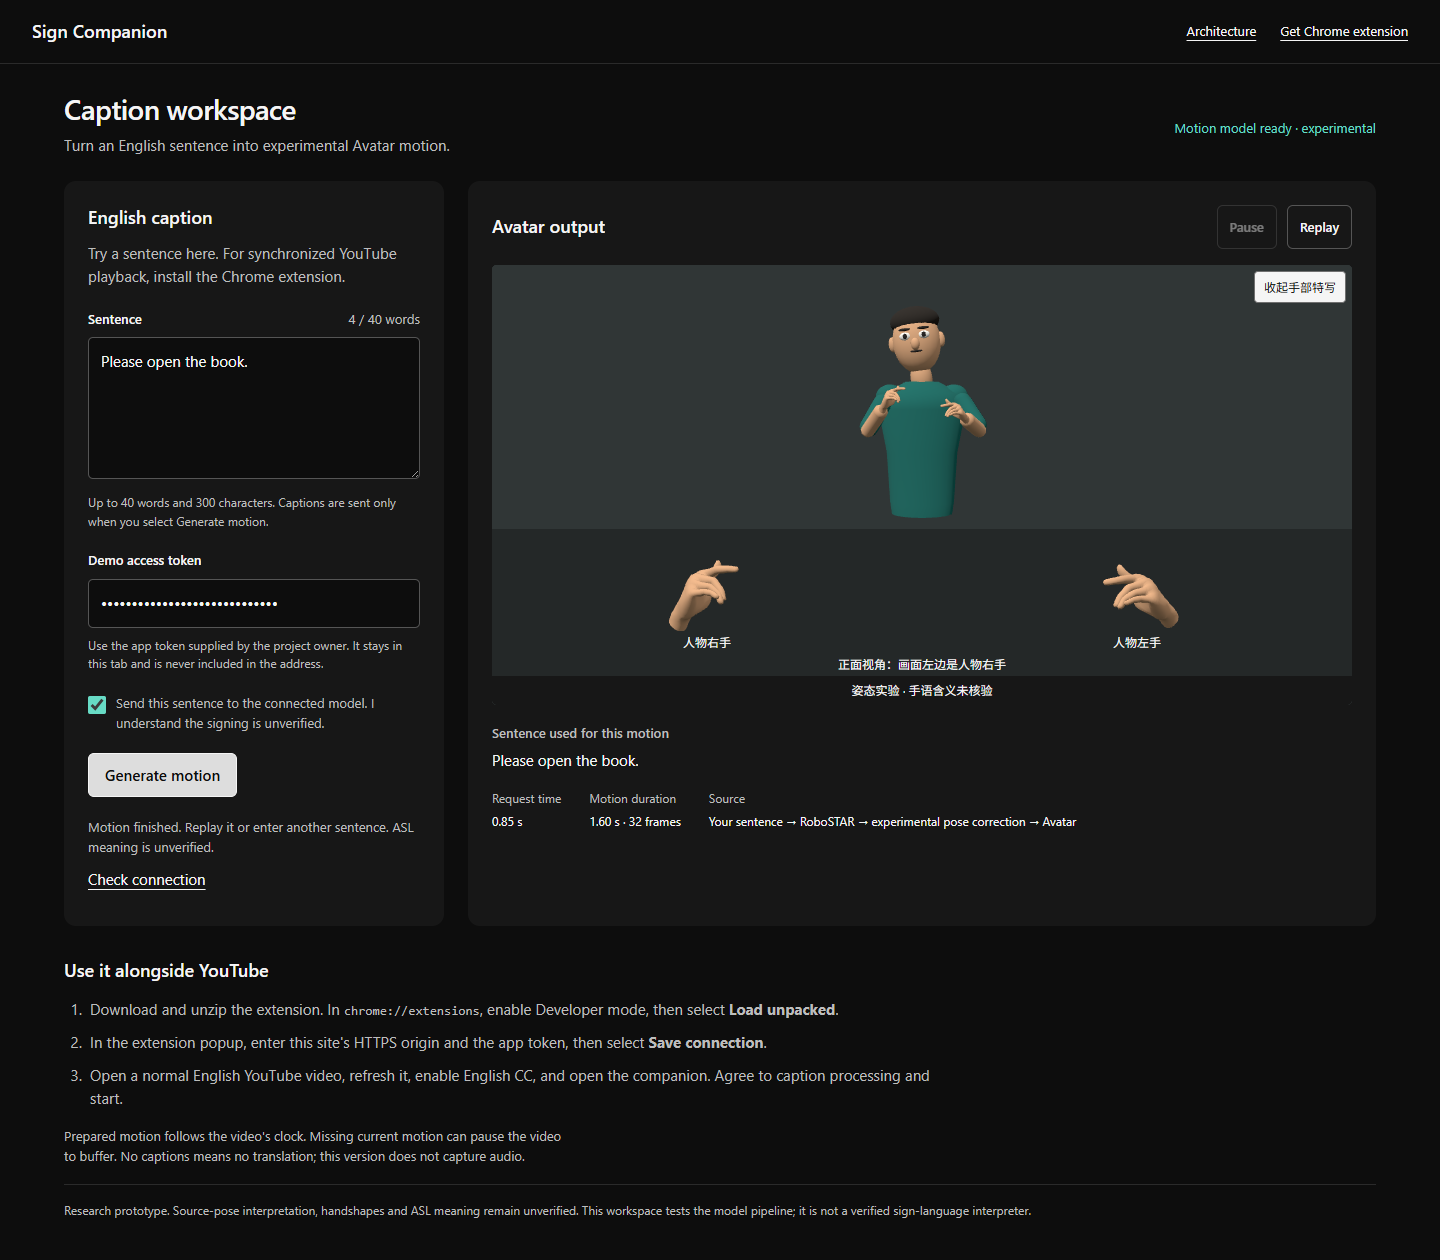 Sign Companion
Architecture
Get Chrome extension
Caption workspace
Turn an English sentence into experimental Avatar motion.
Motion model ready · experimental
English caption
Try a sentence here. For synchronized YouTube
playback, install the Chrome extension.
Sentence
4 / 40 words
Please open the book.
Up to 40 words and 300 characters. Captions are sent only
when you select Generate motion.
Demo access token
•••••••••••••••••••••••••••••
Use the app token supplied by the project owner. It stays in
this tab and is never included in the address.
Send this sentence to the connected model. I
understand the signing is unverified.
Generate motion
Motion finished. Replay it or enter another sentence. ASL
meaning is unverified.
Check connection
Avatar output
Pause
Replay
收起手部特写
人物右手
人物左手
正面视角：画面左边是人物右手
姿态实验 · 手语含义未核验
Sentence used for this motion
Please open the book.
Request time
Motion duration
Source
0.85 s
1.60 s · 32 frames
Your sentence → RoboSTAR → experimental pose correction → Avatar
Use it alongside YouTube
1. Download and unzip the extension. In chrome://extensions, enable Developer mode, then select Load unpacked.
2. In the extension popup, enter this site's HTTPS origin and the app token, then select Save connection.
3. Open a normal English YouTube video, refresh it, enable English CC, and open the companion. Agree to caption processing and
start.
Prepared motion follows the video's clock. Missing current motion can pause the video
to buffer. No captions means no translation; this version does not capture audio.
Research prototype. Source-pose interpretation, handshapes and ASL meaning remain unverified. This workspace tests the model pipeline; it is not a verified sign-language interpreter.